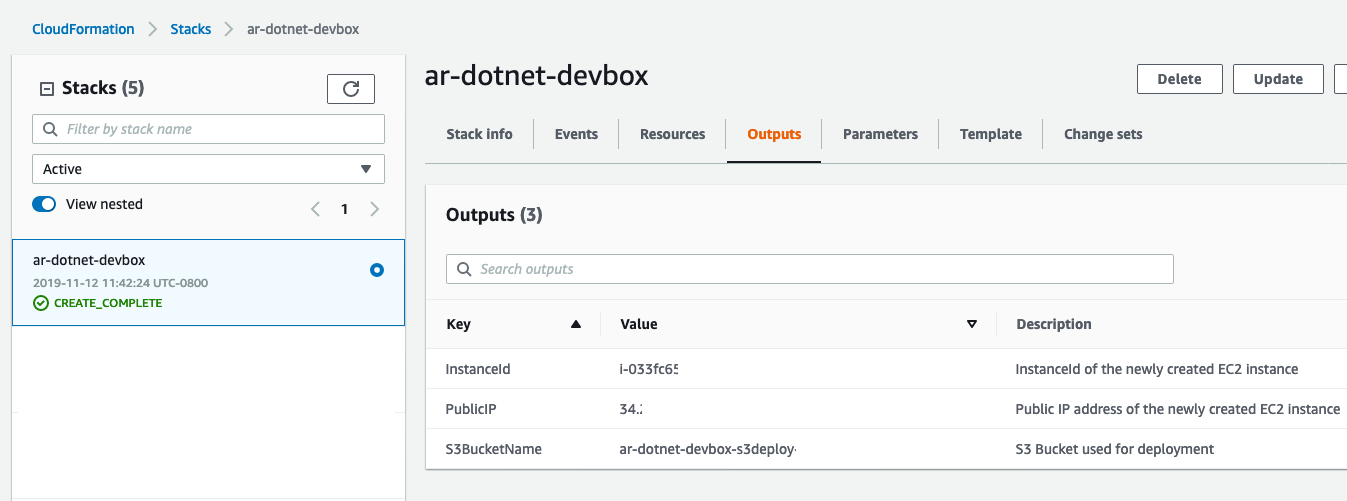 CloudFormation > Stacks > ar-dotnet-devbox
Stacks (5)
Filter by stack name
Active
View nested
< 1 >
ar-dotnet-devbox
2019-11-12 11:42:24 UTC-0800
CREATE_COMPLETE
ar-dotnet-devbox
Delete Update
Stack info Events Resources Outputs Parameters Template Change sets
Outputs (3)
Search outputs
Key Value Description
InstanceId i-033fc65 InstanceId of the newly created EC2 instance
PublicIP 34.2 Public IP address of the newly created EC2 instance
S3BucketName ar-dotnet-devbox-s3deploy- S3 Bucket used for deployment